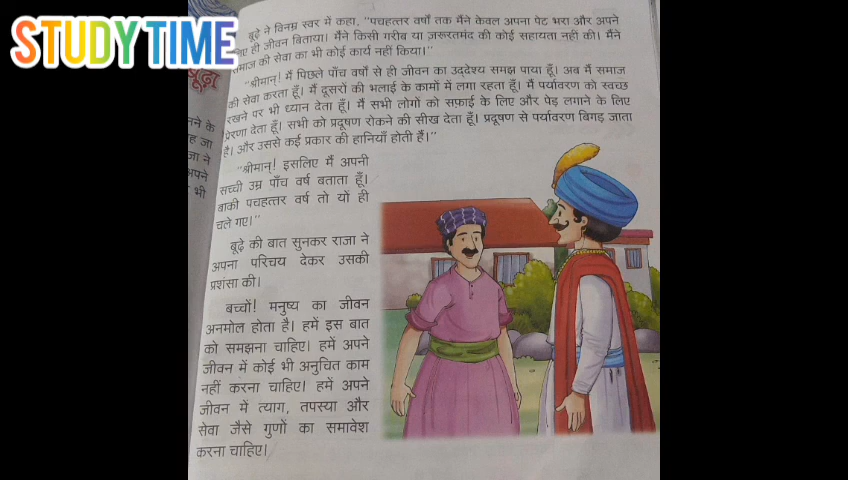 STUDY TIME
बूढ़े ने विनम्र स्वर में कहा, "पचहत्तर वर्षों तक मैंने केवल अपना पेट भरा और अपने
लिए ही जीवन बिताया। मैंने किसी गरीब या ज़रूरतमंद की कोई सहायता नहीं की। मैंने
समाज की सेवा का भी कोई कार्य नहीं किया।"
"श्रीमान्! मैं पिछले पाँच वर्षों से ही जीवन का उद्देश्य समझ पाया हूँ। अब मैं समाज
की सेवा करता हूँ। मैं दूसरों की भलाई के कामों में लगा रहता हूँ। मैं पर्यावरण को स्वच्छ
रखने पर भी ध्यान देता हूँ। मैं सभी लोगों को सफ़ाई के लिए और पेड़ लगाने के लिए
प्रेरणा देता हूँ। सभी को प्रदूषण रोकने की सीख देता हूँ। प्रदूषण से पर्यावरण बिगड़ जाता
है। और उससे कई प्रकार की हानियाँ होती हैं।"
"श्रीमान्! इसलिए मैं अपनी
सच्ची उम्र पाँच वर्ष बताता हूँ।
बाकी पचहत्तर वर्ष तो यों ही
चले गए।"
बूढ़े की बात सुनकर राजा ने
अपना परिचय देकर उसकी
प्रशंसा की।
बच्चों! मनुष्य का जीवन
अनमोल होता है। हमें इस बात
को समझना चाहिए। हमें अपने
जीवन में कोई भी अनुचित काम
नहीं करना चाहिए। हमें अपने
जीवन में त्याग, तपस्या और
सेवा जैसे गुणों का समावेश
करना चाहिए।